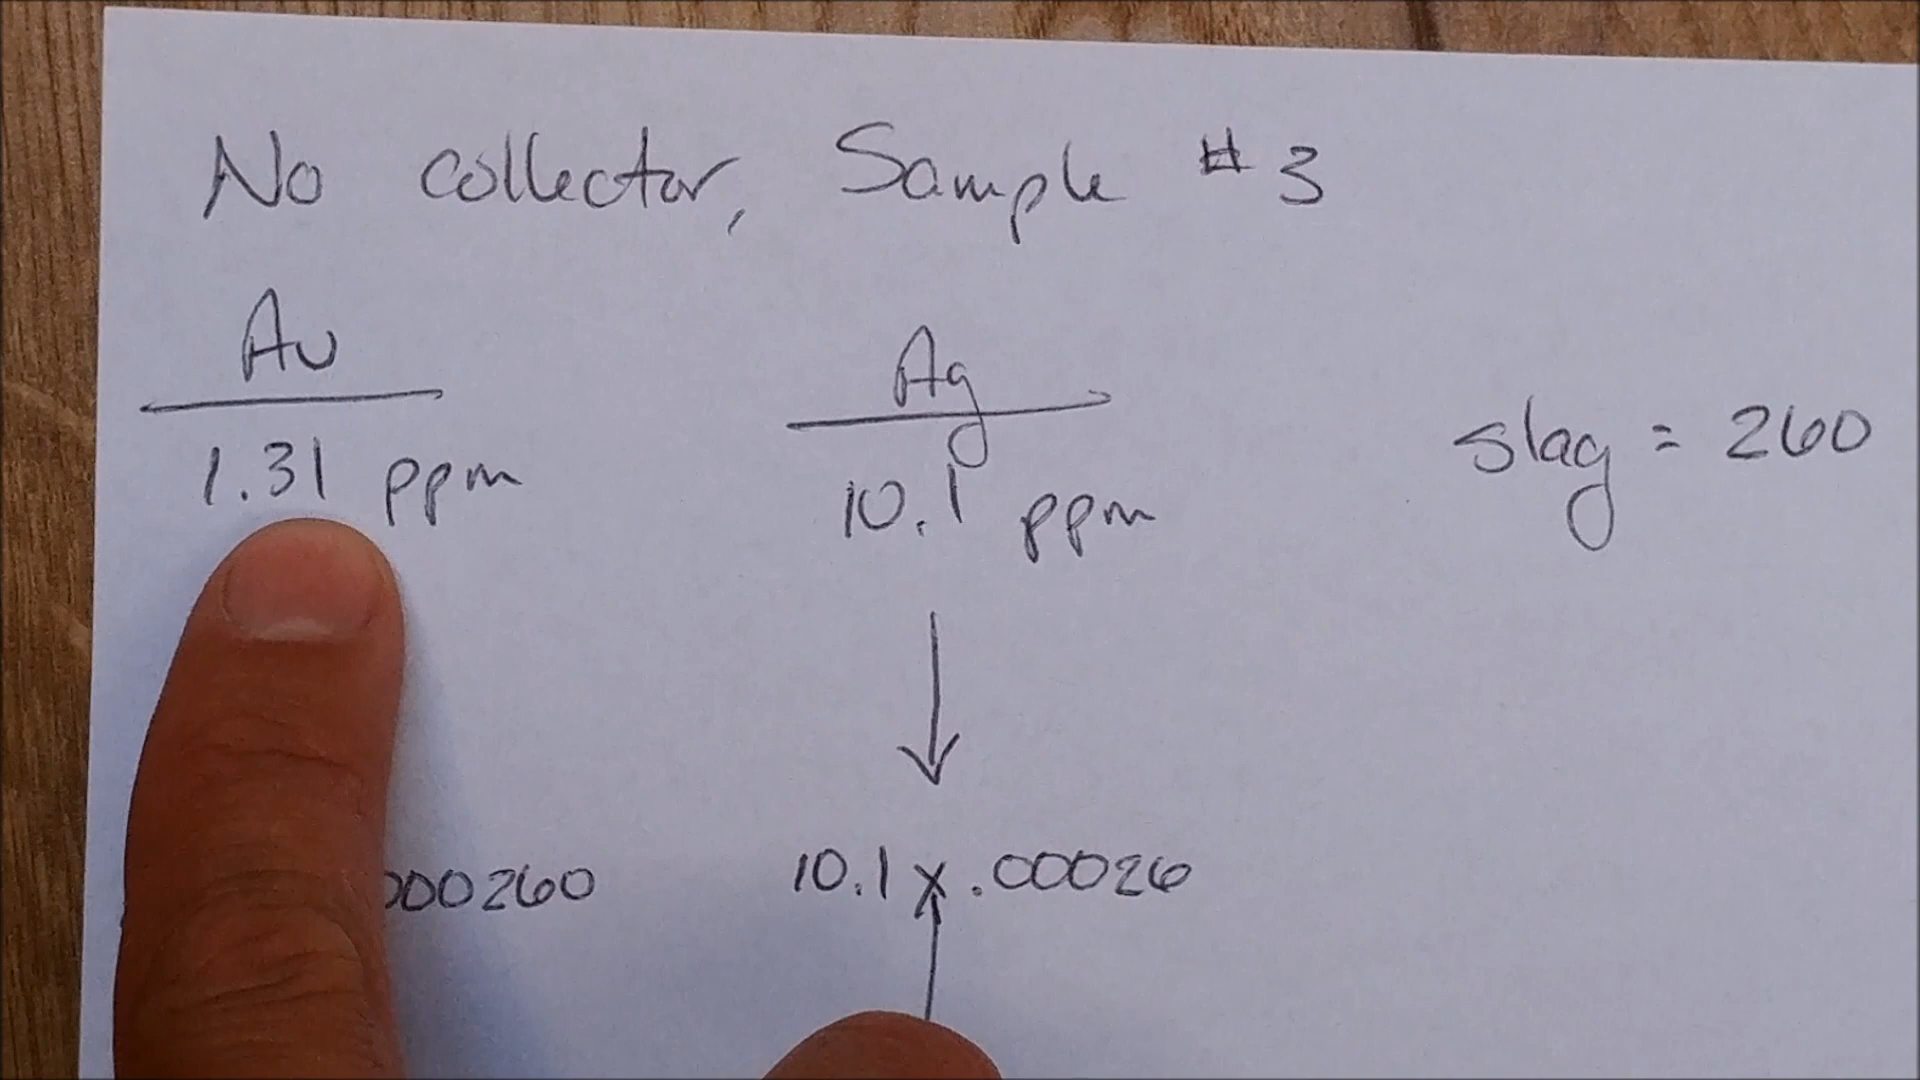 No collector, Sample #3
Au
1.31 ppm
Ag
10.1 ppm
slag = 260
000260
10.1 x .00026